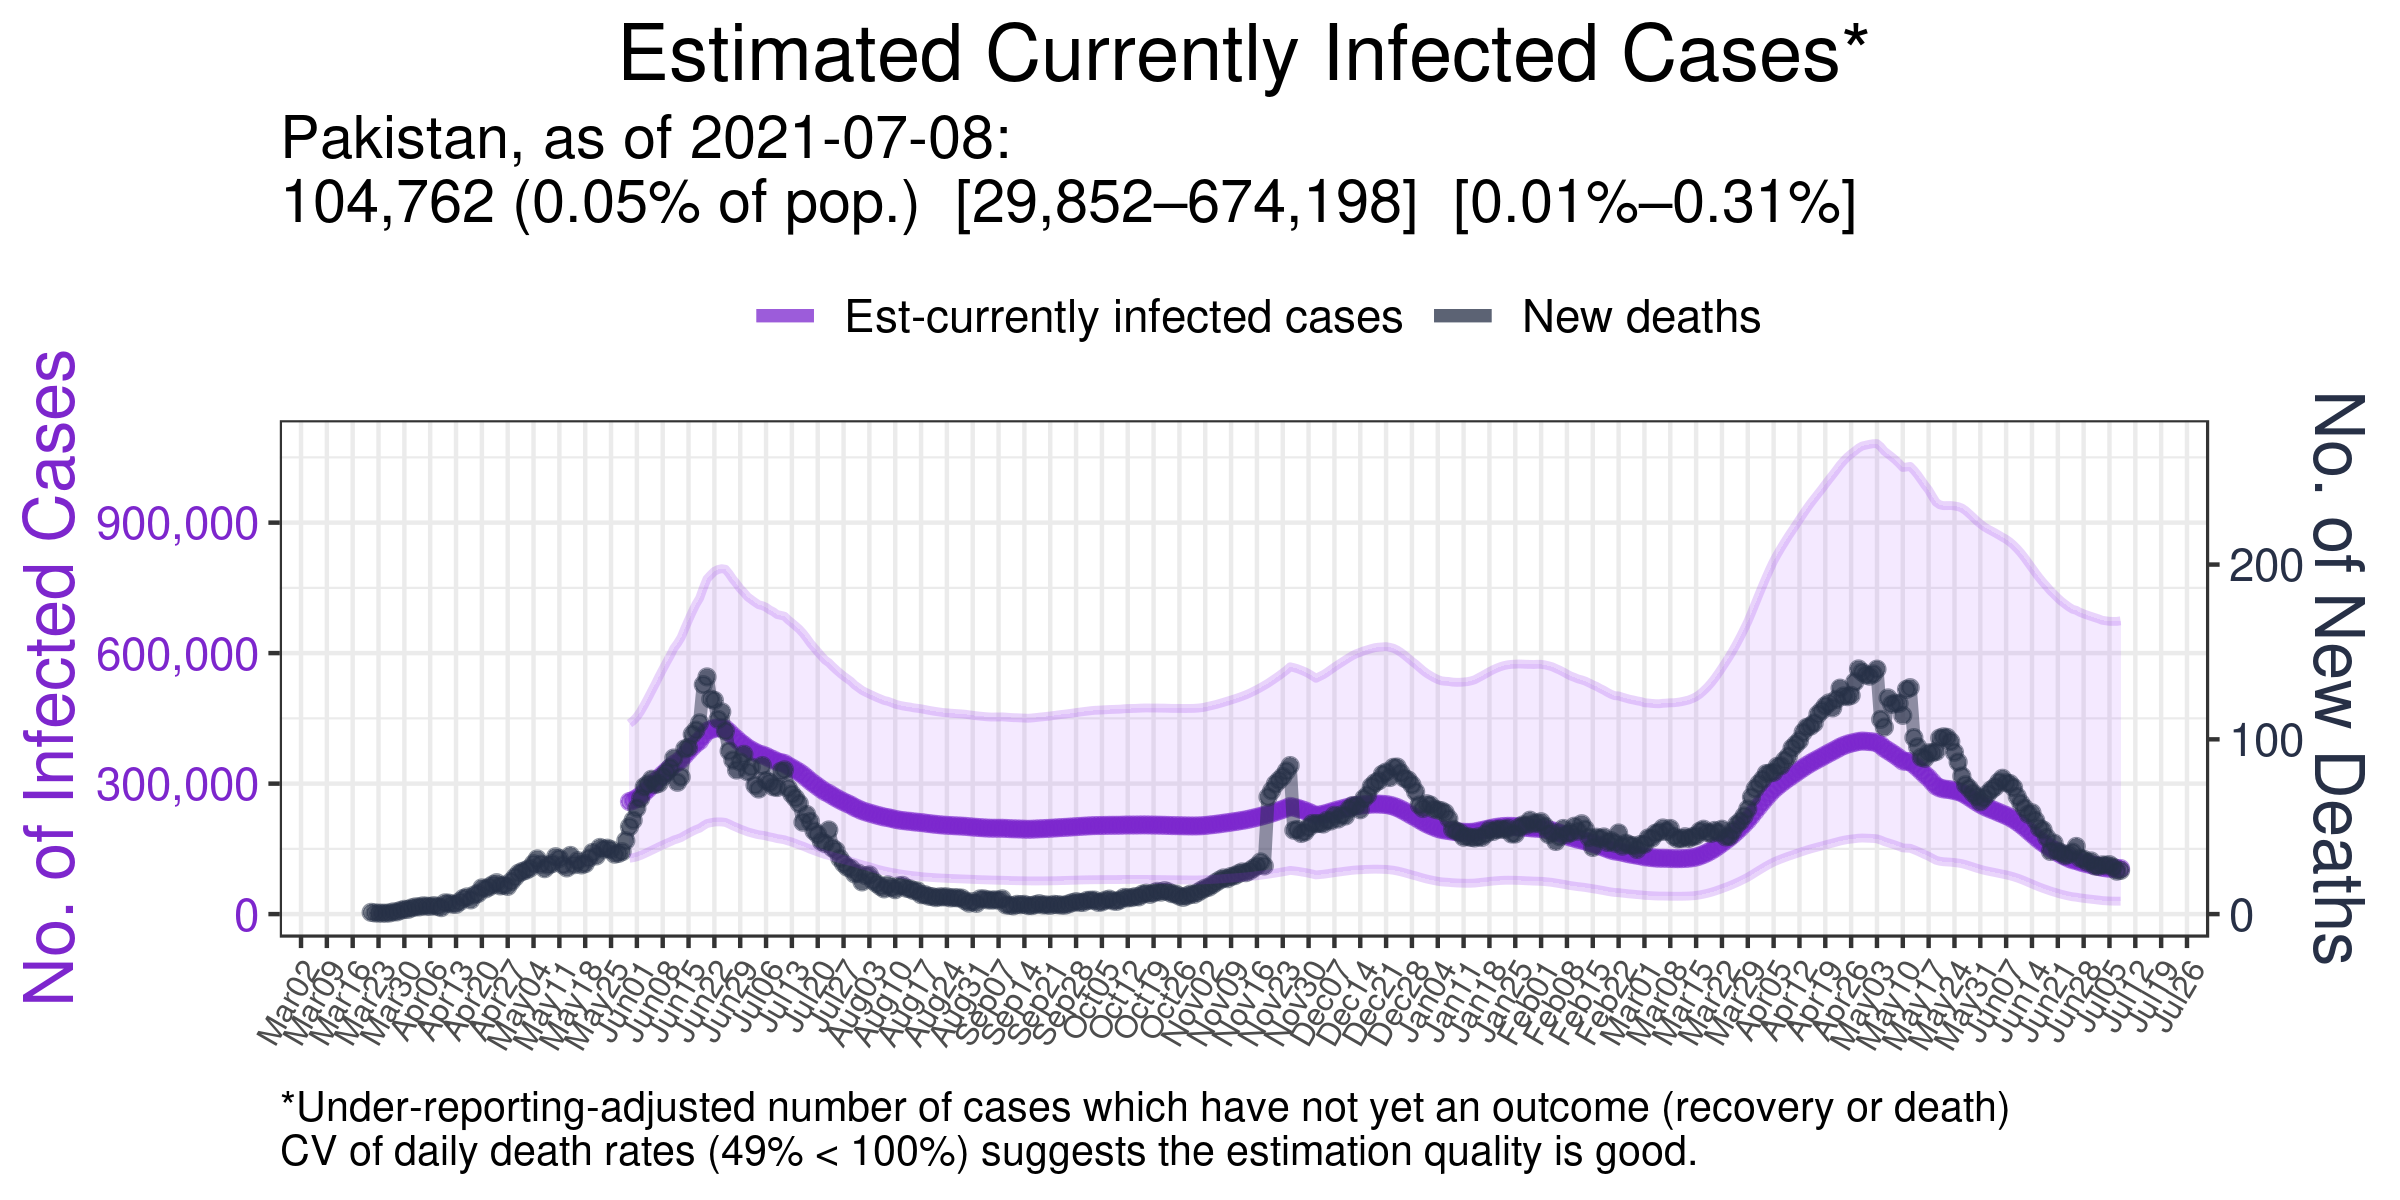 Estimated Currently Infected Cases*
Pakistan, as of 2021-07-08:
104,762 (0.05% of pop.) [29,852–674,198] [0.01%–0.31%]
Est-currently infected cases
New deaths
No. of Infected Cases
900,000
600,000
300,000
0
200
100
0
No. of New Deaths
Mar02
Mar09
Mar16
Mar23
Mar30
Apr06
Apr13
Apr20
Apr27
May04
May11
May18
May25
Jun01
Jun08
Jun15
Jun22
Jun29
Jul06
Jul13
Jul20
Jul27
Aug03
Aug10
Aug17
Aug24
Aug31
Sep07
Sep14
Sep21
Sep28
Oct05
Oct12
Oct19
Oct26
Nov02
Nov09
Nov16
Nov23
Nov30
Dec07
Dec14
Dec21
Dec28
Jan04
Jan11
Jan18
Jan25
Feb01
Feb08
Feb15
Feb22
Mar01
Mar08
Mar15
Mar22
Mar29
Apr05
Apr12
Apr19
Apr26
May03
May10
May17
May24
May31
Jun07
Jun14
Jun21
Jun28
Jul05
Jul12
Jul19
Jul26
*Under-reporting-adjusted number of cases which have not yet an outcome (recovery or death)
CV of daily death rates (49% < 100%) suggests the estimation quality is good.